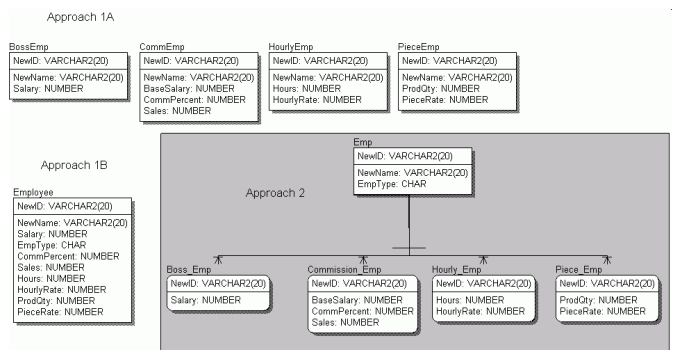 Approach 1A
BossEmp
NewID: VARCHAR2(20)
NewName: VARCHAR2(20)
Salary: NUMBER
CommEmp
NewID: VARCHAR2(20)
NewName: VARCHAR2(20)
BaseSalary: NUMBER
CommPercent: NUMBER
Sales: NUMBER
HourlyEmp
NewID: VARCHAR2(20)
NewName: VARCHAR2(20)
Hours: NUMBER
HourlyRate: NUMBER
PieceEmp
NewID: VARCHAR2(20)
NewName: VARCHAR2(20)
ProdQty: NUMBER
PieceRate: NUMBER
Approach 1B
Employee
NewID: VARCHAR2(20)
NewName: VARCHAR2(20)
Salary: NUMBER
EmpType: CHAR
CommPercent: NUMBER
Sales: NUMBER
Hours: NUMBER
HourlyRate: NUMBER
ProdQty: NUMBER
PieceRate: NUMBER
Approach 2
Emp
NewID: VARCHAR2(20)
NewName: VARCHAR2(20)
EmpType: CHAR
Boss_Emp
NewID: VARCHAR2(20)
Salary: NUMBER
Commission_Emp
NewID: VARCHAR2(20)
BaseSalary: NUMBER
CommPercent: NUMBER
Sales: NUMBER
Hourly_Emp
NewID: VARCHAR2(20)
Hours: NUMBER
HourlyRate: NUMBER
Piece_Emp
NewID: VARCHAR2(20)
ProdQty: NUMBER
PieceRate: NUMBER